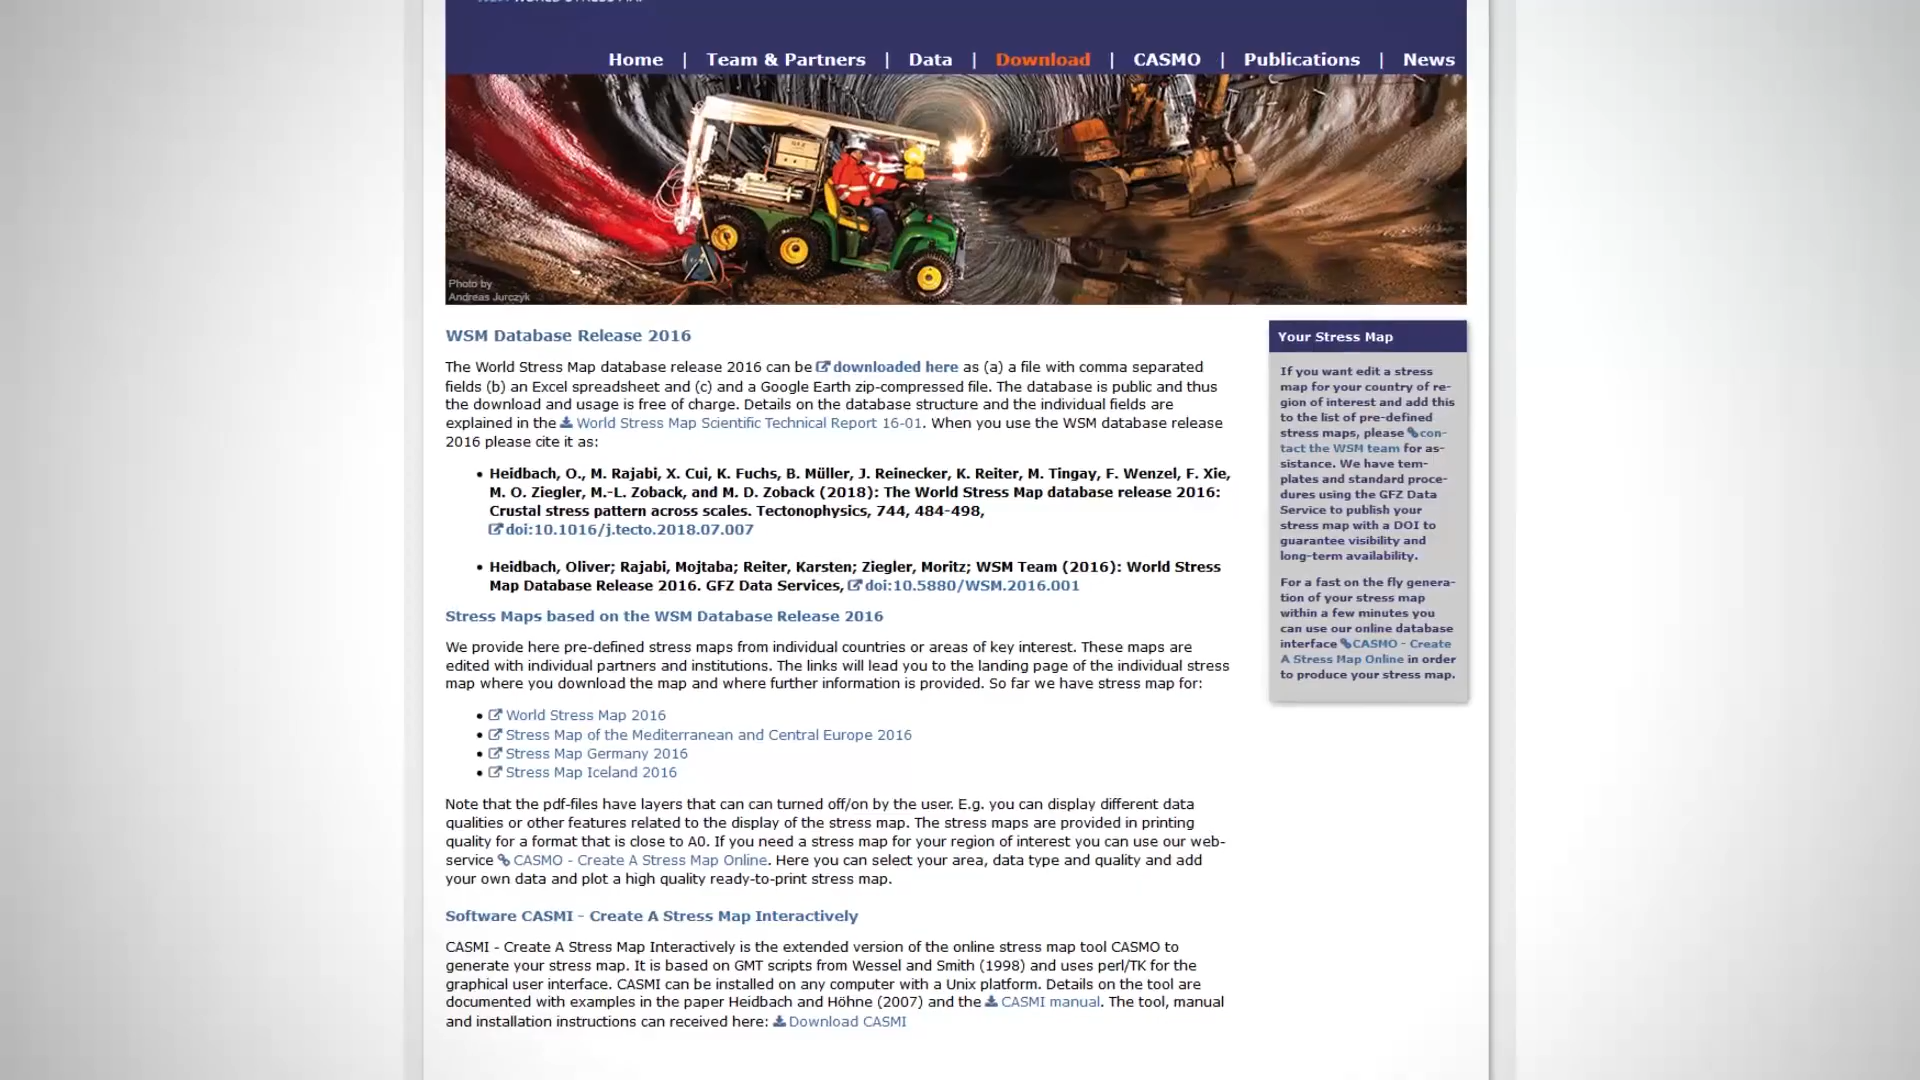 Home | Team & Partners | Data | Download | CASMO | Publications | News
Photo by
Andreas Jurczyk
WSM Database Release 2016
The World Stress Map database release 2016 can be downloaded here as (a) a file with comma separated
fields (b) an Excel spreadsheet and (c) and a Google Earth zip-compressed file. The database is public and thus
the download and usage is free of charge. Details on the database structure and the individual fields are
explained in the World Stress Map Scientific Technical Report 16-01. When you use the WSM database release
2016 please cite it as:
• Heidbach, O., M. Rajabi, X. Cui, K. Fuchs, B. Müller, J. Reinecker, K. Reiter, M. Tingay, F. Wenzel, F. Xie,
M. O. Ziegler, M.-L. Zoback, and M. D. Zoback (2018): The World Stress Map database release 2016:
Crustal stress pattern across scales. Tectonophysics, 744, 484-498,
doi:10.1016/j.tecto.2018.07.007
• Heidbach, Oliver; Rajabi, Mojtaba; Reiter, Karsten; Ziegler, Moritz; WSM Team (2016): World Stress
Map Database Release 2016. GFZ Data Services, doi:10.5880/WSM.2016.001
Stress Maps based on the WSM Database Release 2016
We provide here pre-defined stress maps from individual countries or areas of key interest. These maps are
edited with individual partners and institutions. The links will lead you to the landing page of the individual stress
map where you download the map and where further information is provided. So far we have stress map for:
• World Stress Map 2016
• Stress Map of the Mediterranean and Central Europe 2016
• Stress Map Germany 2016
• Stress Map Iceland 2016
Note that the pdf-files have layers that can can turned off/on by the user. E.g. you can display different data
qualities or other features related to the display of the stress map. The stress maps are provided in printing
quality for a format that is close to A0. If you need a stress map for your region of interest you can use our web-
service CASMO - Create A Stress Map Online. Here you can select your area, data type and quality and add
your own data and plot a high quality ready-to-print stress map.
Software CASMI - Create A Stress Map Interactively
CASMI - Create A Stress Map Interactively is the extended version of the online stress map tool CASMO to
generate your stress map. It is based on GMT scripts from Wessel and Smith (1998) and uses perl/TK for the
graphical user interface. CASMI can be installed on any computer with a Unix platform. Details on the tool are
documented with examples in the paper Heidbach and Höhne (2007) and the CASMI manual. The tool, manual
and installation instructions can received here: Download CASMI
Your Stress Map
If you want edit a stress
map for your country of re-
gion of interest and add this
to the list of pre-defined
stress maps, please con-
tact the WSM team for as-
sistance. We have tem-
plates and standard proce-
dures using the GFZ Data
Service to publish your
stress map with a DOI to
guarantee visibility and
long-term availability.
For a fast on the fly genera-
tion of your stress map
within a few minutes you
can use our online database
interface CASMO - Create
A Stress Map Online in order
to produce your stress map.